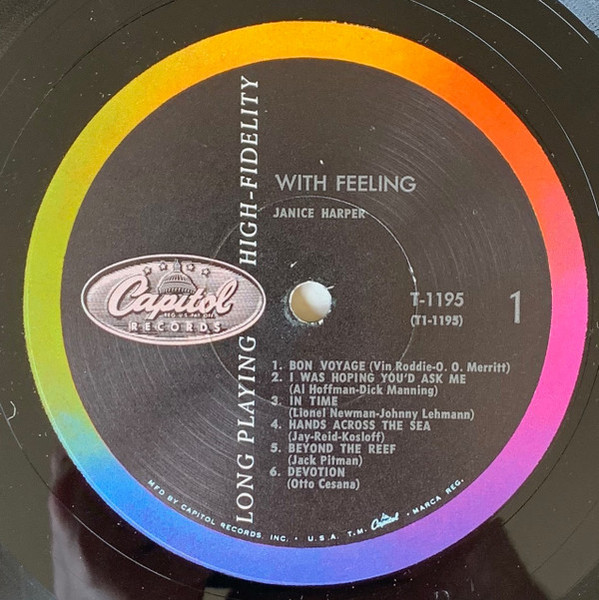 WITH FEELING
JANICE HARPER
LONG PLAYING HIGH-FIDELITY
Capitol
RECORDS
T-1195
(T1-1195)
1
1. BON VOYAGE (Vin Roddie-O. O. Merritt)
2. I WAS HOPING YOU'D ASK ME
(Al Hoffman-Dick Manning)
3. IN TIME
(Lionel Newman-Johnny Lehmann)
4. HANDS ACROSS THE SEA
(Jay-Reid-Kosloff)
5. BEYOND THE REEF
(Jack Pitman)
6. DEVOTION
(Otto Cesana)
MFD BY CAPITOL RECORDS, INC. • U.S.A. T.M. Capitol • MARCA REG.